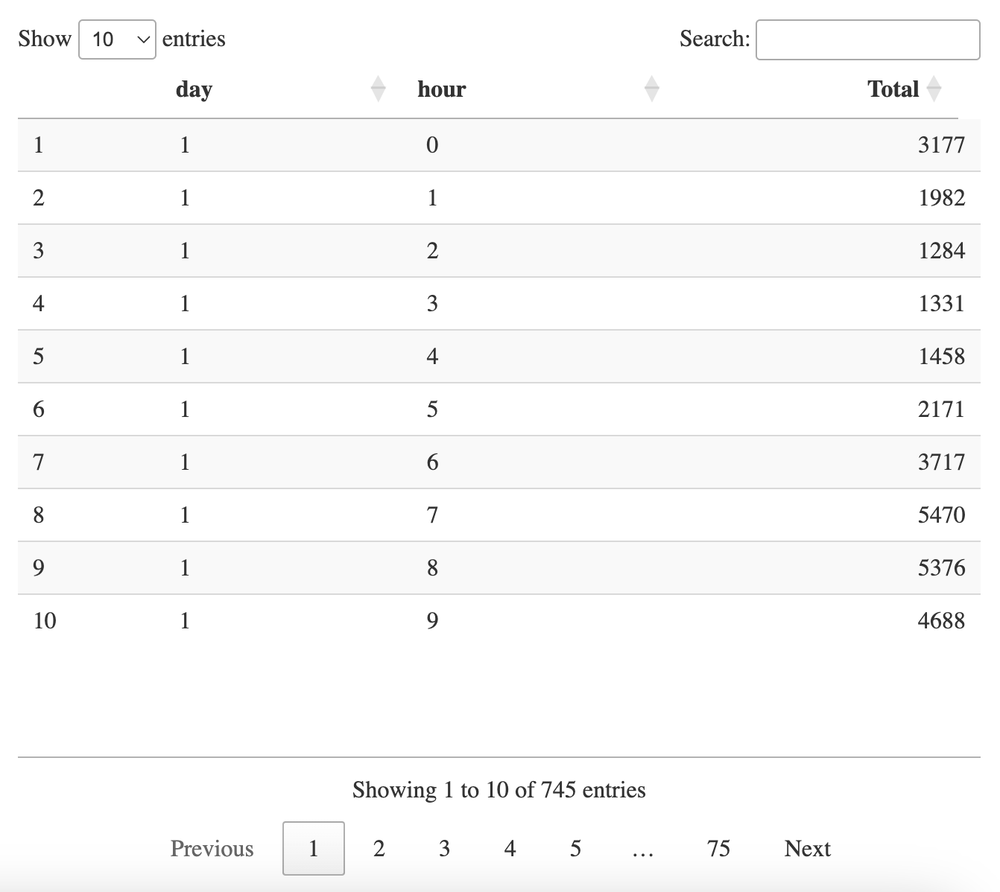 Show 10 entries Search:
day hour Total
1 1 0 3177
2 1 1 1982
3 1 2 1284
4 1 3 1331
5 1 4 1458
6 1 5 2171
7 1 6 3717
8 1 7 5470
9 1 8 5376
10 1 9 4688
Showing 1 to 10 of 745 entries
Previous 1 2 3 4 5 … 75 Next